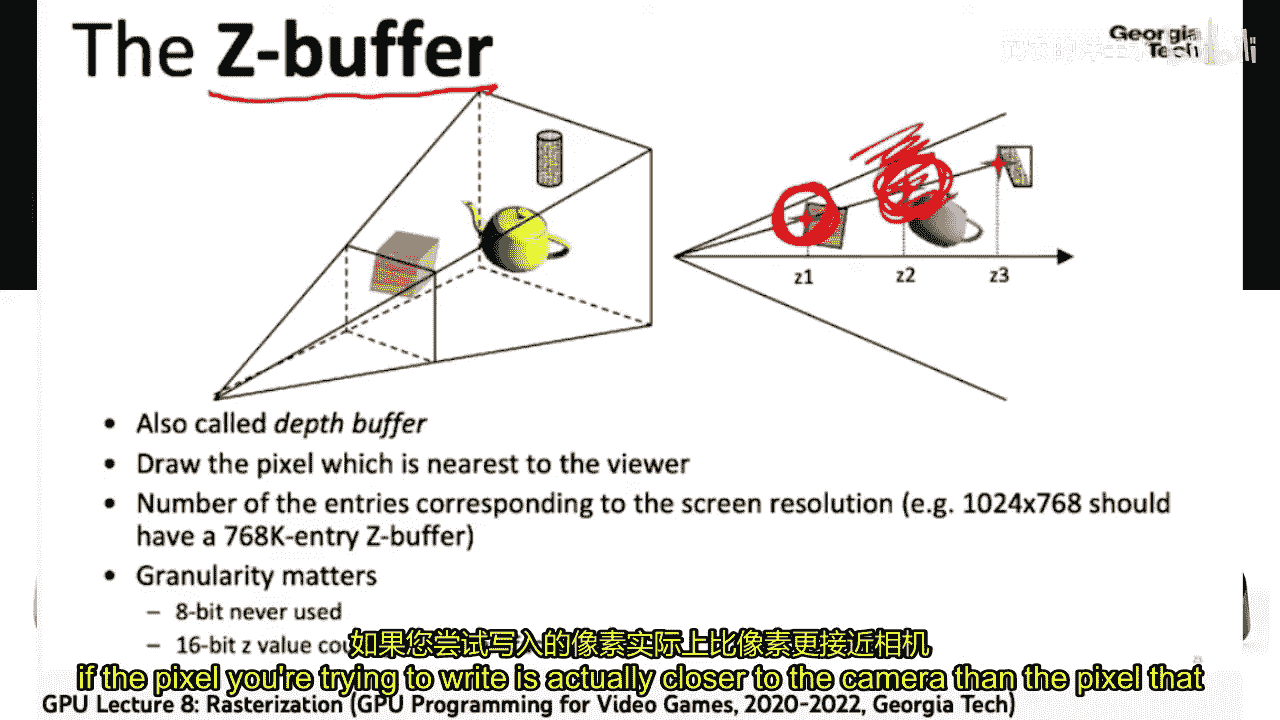 The Z-buffer
Georgia
Tech
z1
z2
z3
• Also called depth buffer
• Draw the pixel which is nearest to the viewer
• Number of the entries corresponding to the screen resolution (e.g. 1024x768 should
have a 768K-entry Z-buffer)
• Granularity matters
– 8-bit never used
– 16-bit z value
如果您尝试写入的像素实际上比像素更接近相机
if the pixel you're trying to write is actually closer to the camera than the pixel that
GPU Lecture 8: Rasterization (GPU Programming for Video Games, 2020-2022, Georgia Tech)